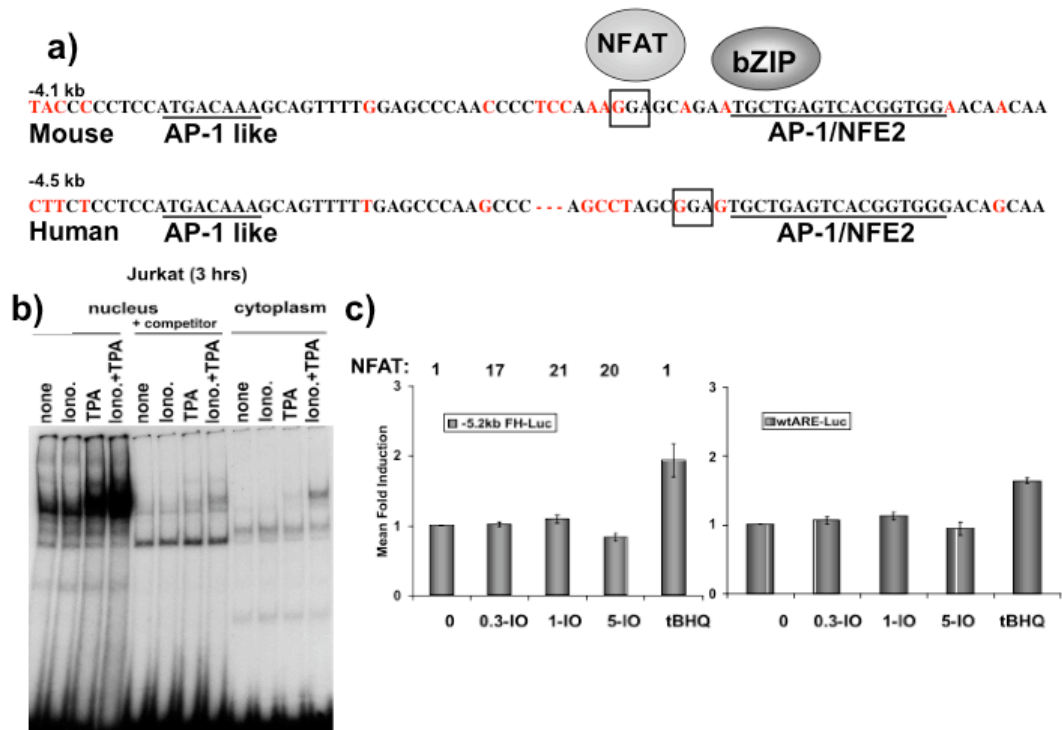 a)
NFAT
bZIP
-4.1 kb
TACCCCCTCCATGACAAAGCAGTTTTGGGAGCCCAACCCCCTCCAAAGGAGCAGAATGCTGAGTCACGGTGGAACAACAA
Mouse
AP-1 like
AP-1/NFE2
-4.5 kb
CTTCTCCTCCATGACAAAGCAGTTTTTTGAGCCCAAGCCC---AGCCTAGCGGAGTGCTGAGTCACGGTGGGACAGCAA
Human
AP-1 like
AP-1/NFE2
Jurkat (3 hrs)
b)
nucleus
cytoplasm
+ competitor
none
Iono.
TPA
Iono.+TPA
none
Iono.
TPA
Iono.+TPA
none
Iono.
TPA
Iono.+TPA
c)
NFAT: 1 17 21 20 1
3
2
1
0
Mean Fold Induction
-5.2kb FH-Luc
0 0.3-IO 1-IO 5-IO tBHQ
3
2
1
0
wtARE-Luc
0 0.3-IO 1-IO 5-IO tBHQ